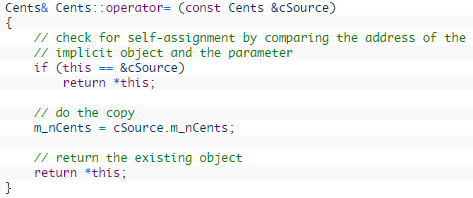 Cents& Cents::operator= (const Cents &cSource)
{
    // check for self-assignment by comparing the address of the
    // implicit object and the parameter
    if (this == &cSource)
        return *this;

    // do the copy
    m_nCents = cSource.m_nCents;

    // return the existing object
    return *this;
}